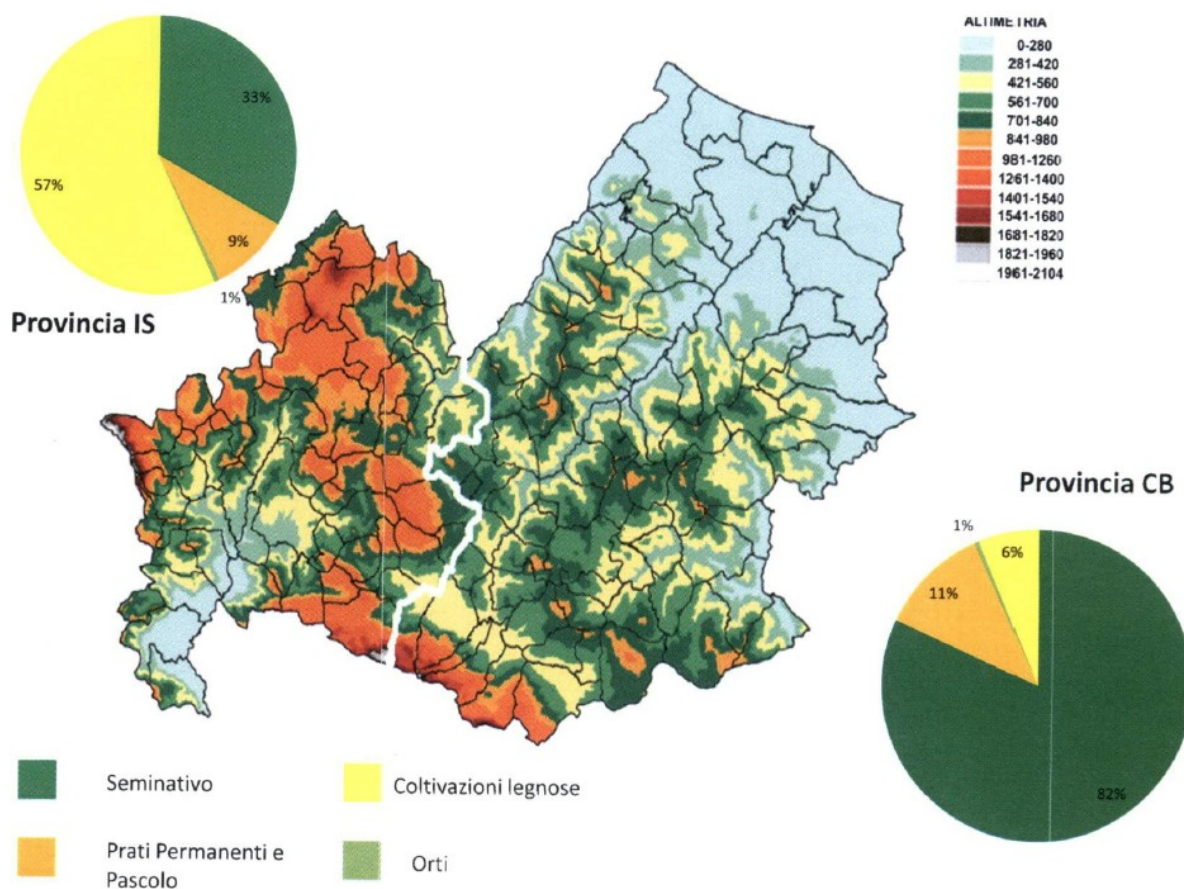 33%
57%
9%
1%
Provincia IS
ALTIMETRIA
0-280
281-420
421-560
561-700
701-840
841-980
981-1260
1261-1400
1401-1540
1541-1680
1681-1820
1821-1960
1961-2104
Provincia CB
1%
6%
11%
82%
Seminativo
Coltivazioni legnose
Prati Permanenti e
Pascolo
Orti